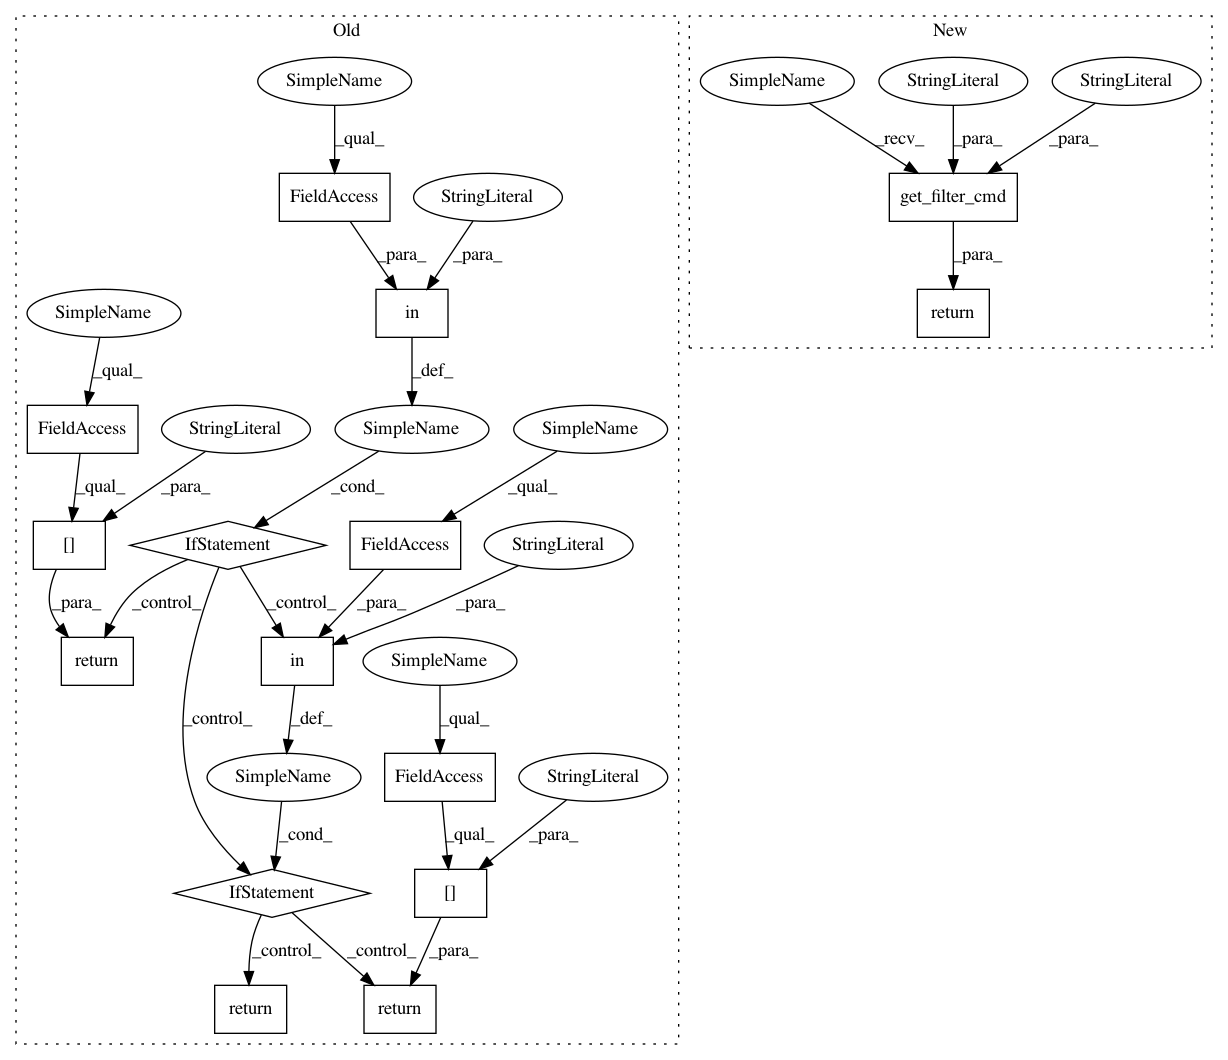 Old
New
SimpleName
SimpleName
StringLiteral
StringLiteral
_qual_
_recv_
_para_
_para_
FieldAccess
StringLiteral
get_filter_cmd
_para_
_para_
_para_
SimpleName
in
return
_qual_
_def_
FieldAccess
StringLiteral
SimpleName
SimpleName
_qual_
_para_
_cond_
_qual_
[]
IfStatement
FieldAccess
StringLiteral
_para_
_control_
_control_
_para_
_para_
return
in
SimpleName
_control_
_def_
_qual_
SimpleName
FieldAccess
StringLiteral
_cond_
_qual_
_para_
IfStatement
[]
_control_
_control_
_para_
return
return